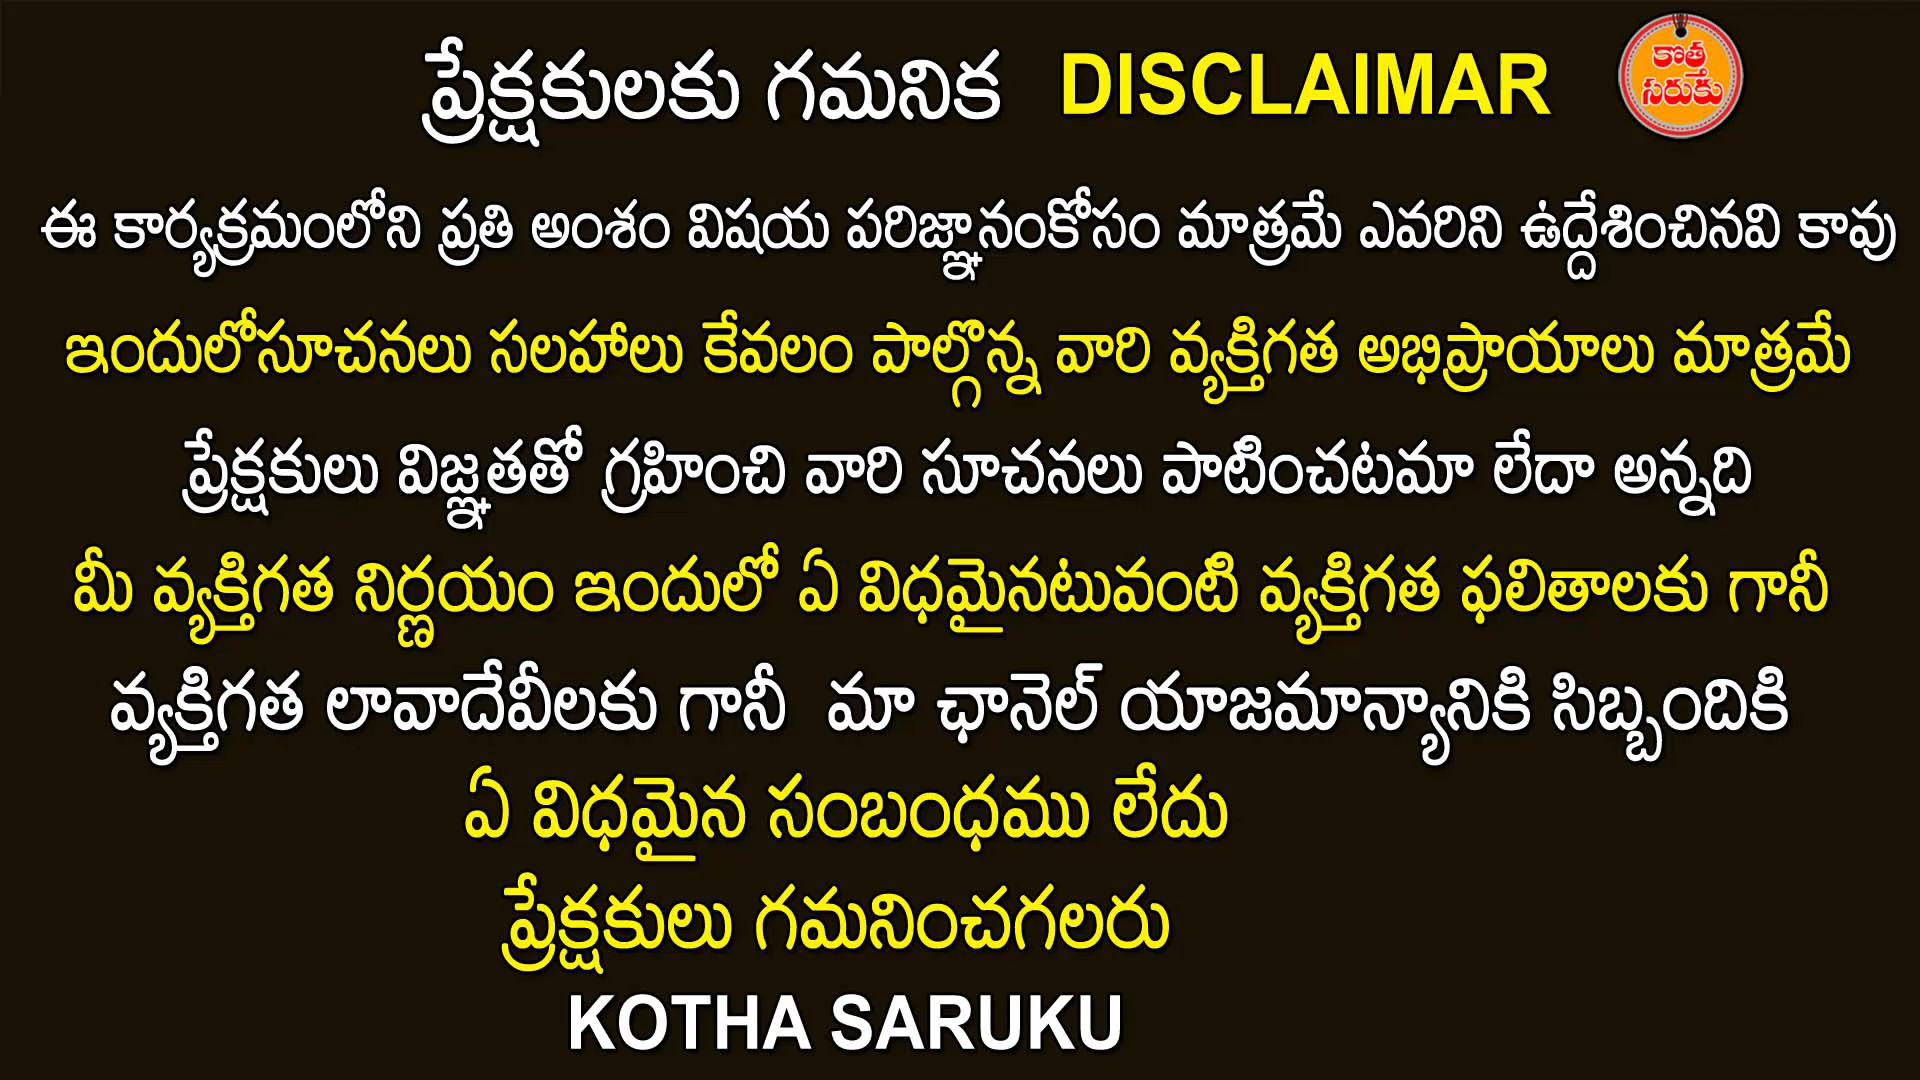 ప్రేక్షకులకు గమనిక DISCLAIMAR
కొత్త
సరుకు
ఈ కార్యక్రమంలోని ప్రతి అంశం విషయ పరిజ్ఞానంకోసం మాత్రమే ఎవరిని ఉద్దేశించినవి కావు
ఇందులోసూచనలు సలహాలు కేవలం పాల్గొన్న వారి వ్యక్తిగత అభిప్రాయాలు మాత్రమే
ప్రేక్షకులు విజ్ఞతతో గ్రహించి వారి సూచనలు పాటించటమా లేదా అన్నది
మీ వ్యక్తిగత నిర్ణయం ఇందులో ఏ విధమైనటువంటి వ్యక్తిగత ఫలితాలకు గానీ
వ్యక్తిగత లావాదేవీలకు గానీ మా ఛానెల్ యాజమాన్యానికి సిబ్బందికి
ఏ విధమైన సంబంధము లేదు
ప్రేక్షకులు గమనించగలరు
KOTHA SARUKU